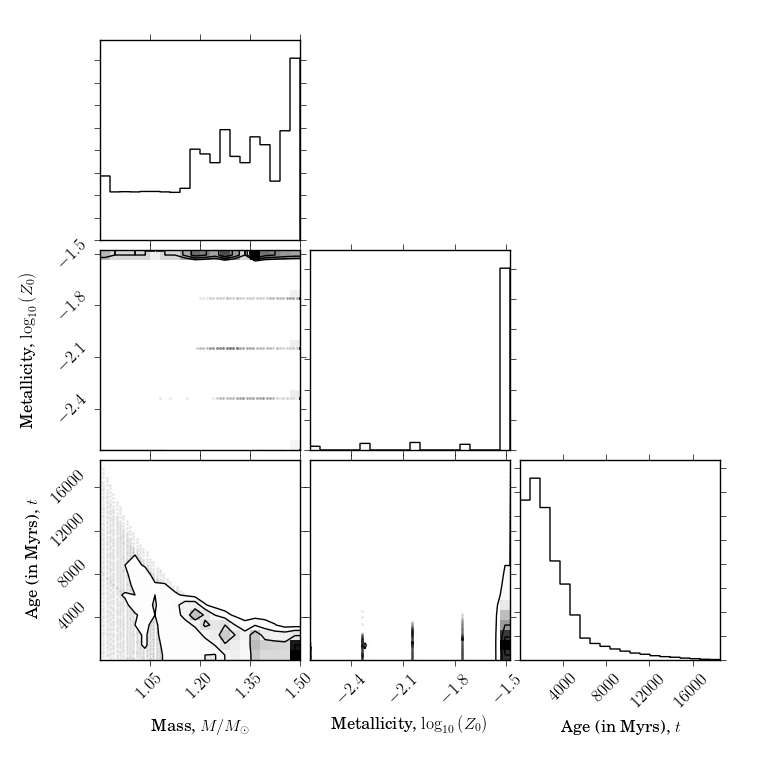 −1.5
−1.8
−2.1
−2.4
Metallicity, log₁₀(Z₀)
16000
12000
8000
4000
Age (in Myrs), t
1.05 1.20 1.35 1.50
−2.4 −2.1 −1.8 −1.5
4000 8000 12000 16000
Mass, M/M⊙
Metallicity, log₁₀(Z₀)
Age (in Myrs), t